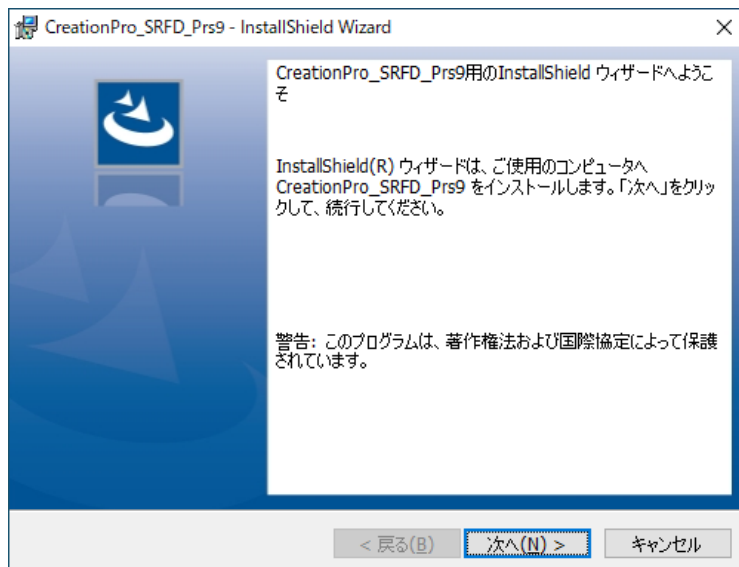 CreationPro_SRFD_Prs9 - InstallShield Wizard
CreationPro_SRFD_Prs9用のInstallShield ウィザードへようこ
そ
InstallShield(R) ウィザードは、ご使用のコンピュータへ
CreationPro_SRFD_Prs9 をインストールします。「次へ」をクリッ
クして、続行してください。
警告: このプログラムは、著作権法および国際協定によって保護
されています。
< 戻る(B)
次へ(N) >
キャンセル